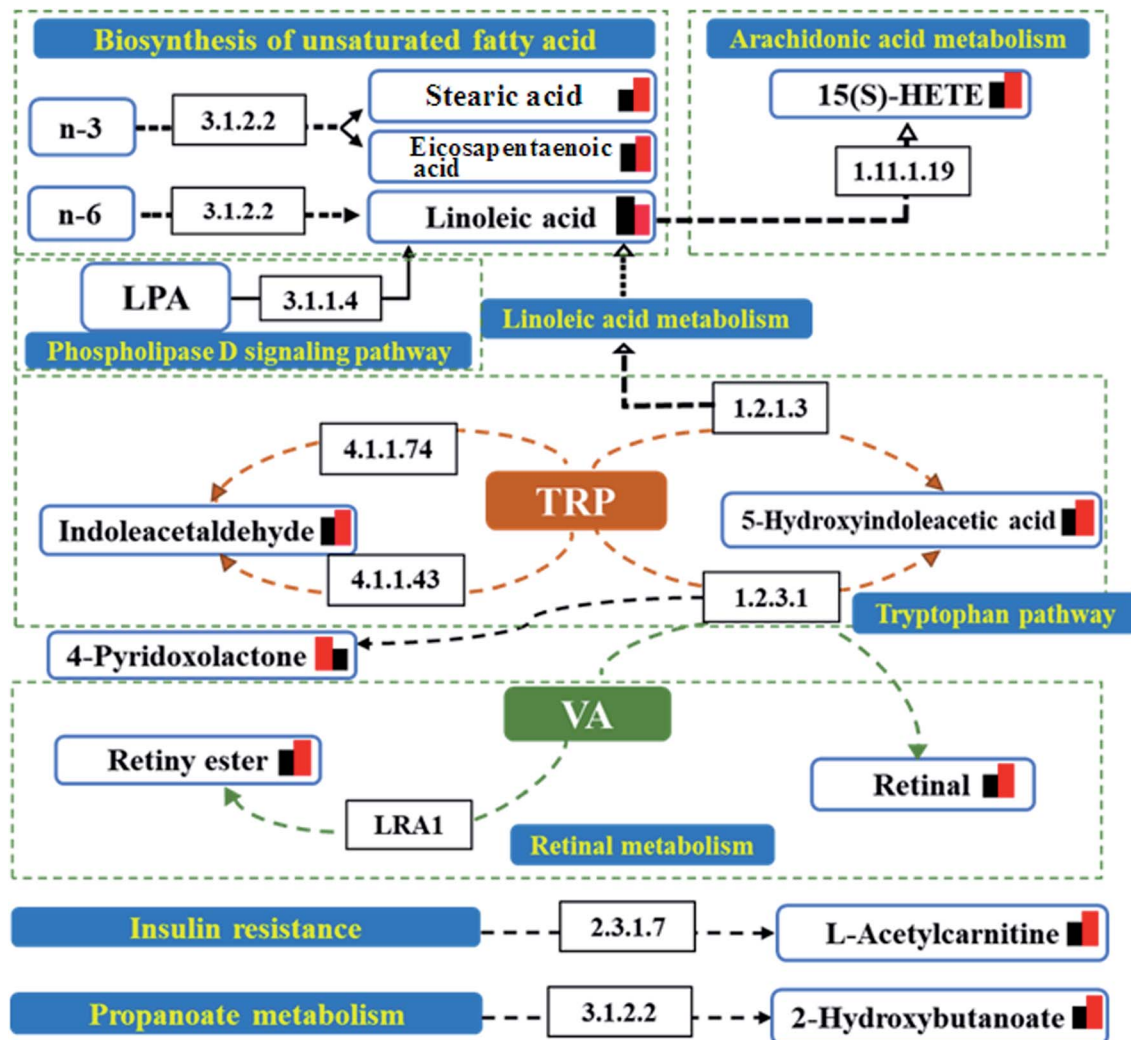 Biosynthesis of unsaturated fatty acid
Arachidonic acid metabolism
n-3
3.1.2.2
Stearic acid
Eicosapentaenoic
acid
15(S)-HETE
1.11.1.19
n-6
3.1.2.2
Linoleic acid
LPA
3.1.1.4
Phospholipase D signaling pathway
Linoleic acid metabolism
1.2.1.3
4.1.1.74
TRP
Indoleacetaldehyde
5-Hydroxyindoleacetic acid
4.1.1.43
1.2.3.1
Tryptophan pathway
4-Pyridoxolactone
VA
Retiny ester
Retinal
LRA1
Retinal metabolism
Insulin resistance
2.3.1.7
L-Acetylcarnitine
Propanoate metabolism
3.1.2.2
2-Hydroxybutanoate